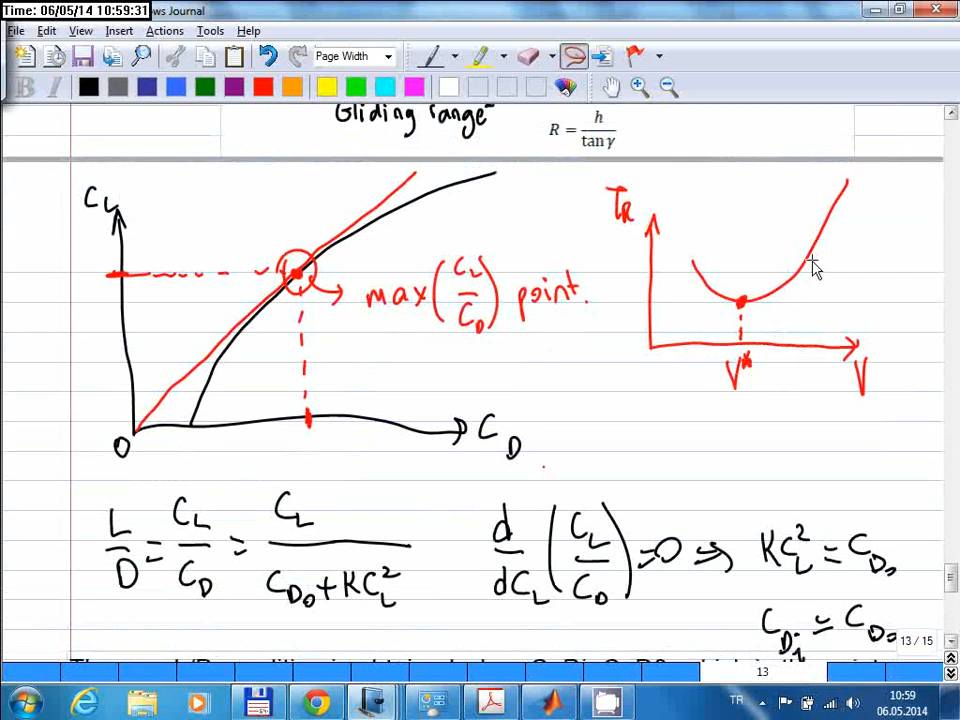 Time: 06/05/14 10:59:31
ws Journal
File Edit View Insert Actions Tools Help
Page Width
B I
Gliding range
R = h / tan γ
C_L
T_R
max (C_L / C_D) point.
V*
V
O
C_D
L/D = C_L/C_D = C_L / (C_D₀ + KC_L²)
d/dC_L (C_L/C_D) = 0 ⇒ KC_L² = C_D₀
C_Di = C_D₀
13 / 15
13
TR
10:59
06.05.2014